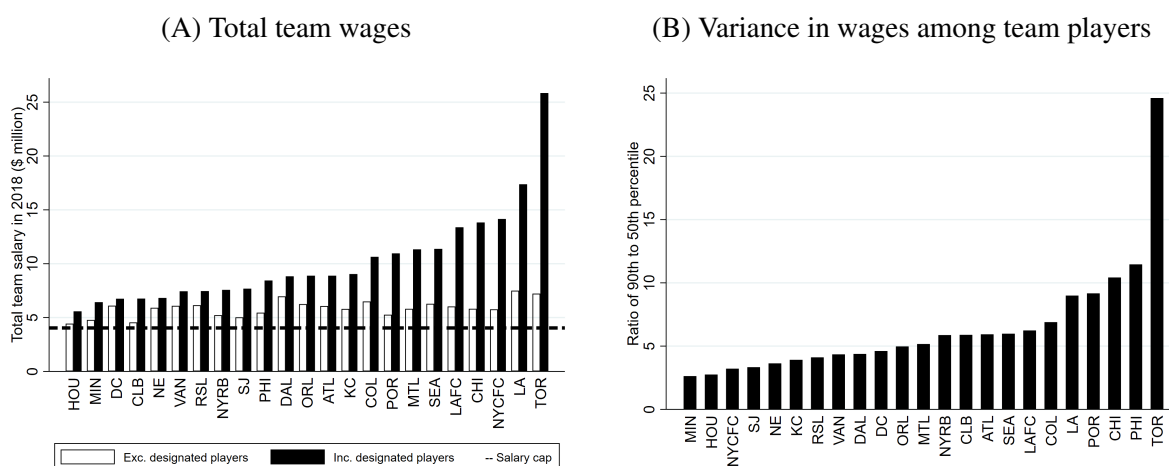 (A) Total team wages
Total team salary in 2018 ($ million)
25
20
15
10
5
0
HOU
MIN
DC
CLB
NE
VAN
RSL
NYRB
SJ
PHI
DAL
ORL
ATL
KC
COL
POR
MTL
SEA
LAFC
CHI
NYCFC
LA
TOR
Exc. designated players
Inc. designated players
-- Salary cap
(B) Variance in wages among team players
Ratio of 90th to 50th percentile
25
20
15
10
5
0
MIN
HOU
NYCFC
SJ
NE
KC
RSL
VAN
DAL
DC
ORL
MTL
NYRB
CLB
ATL
SEA
LAFC
COL
LA
POR
CHI
PHI
TOR